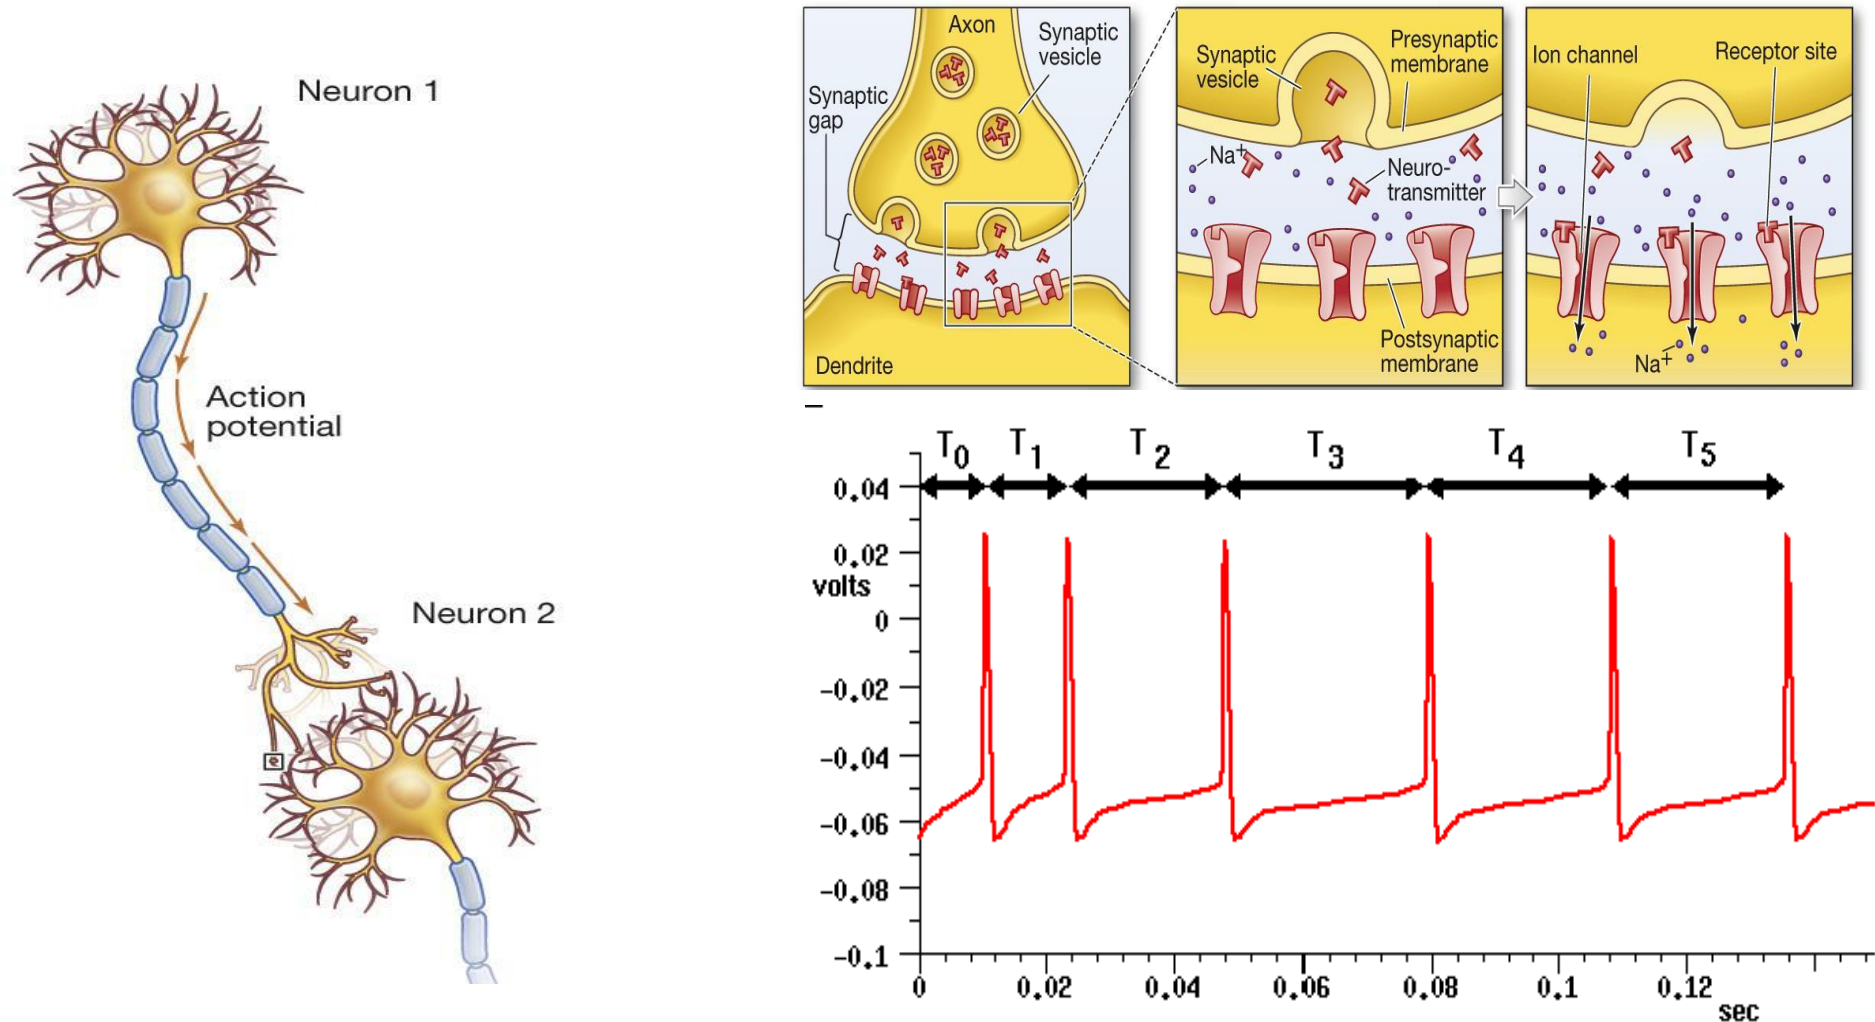 Neuron 1
Action
potential
Neuron 2
Axon
Synaptic
vesicle
Synaptic
gap
Dendrite
Synaptic
vesicle
Presynaptic
membrane
Na+
Neuro-
transmitter
Postsynaptic
membrane
Ion channel
Receptor site
Na+
T0 T1 T2 T3 T4 T5
0.04
0.02
volts
0
-0.02
-0.04
-0.06
-0.08
-0.1
0 0.02 0.04 0.06 0.08 0.1 0.12
sec